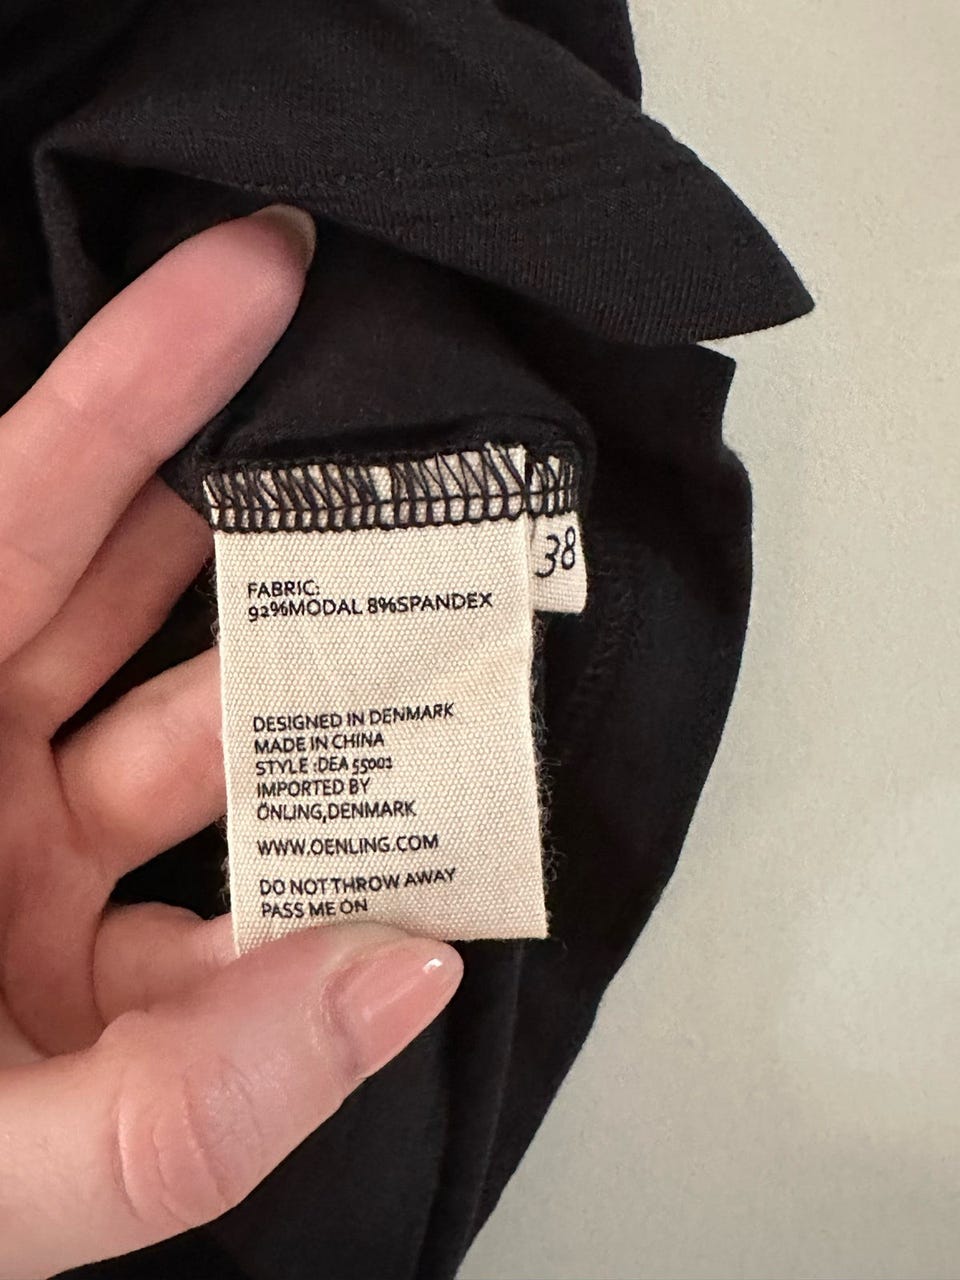 38
FABRIC:
92%MODAL 8%SPANDEX
DESIGNED IN DENMARK
MADE IN CHINA
STYLE :DEA 55001
IMPORTED BY
ÖNLING,DENMARK
WWW.OENLING.COM
DO NOT THROW AWAY
PASS ME ON